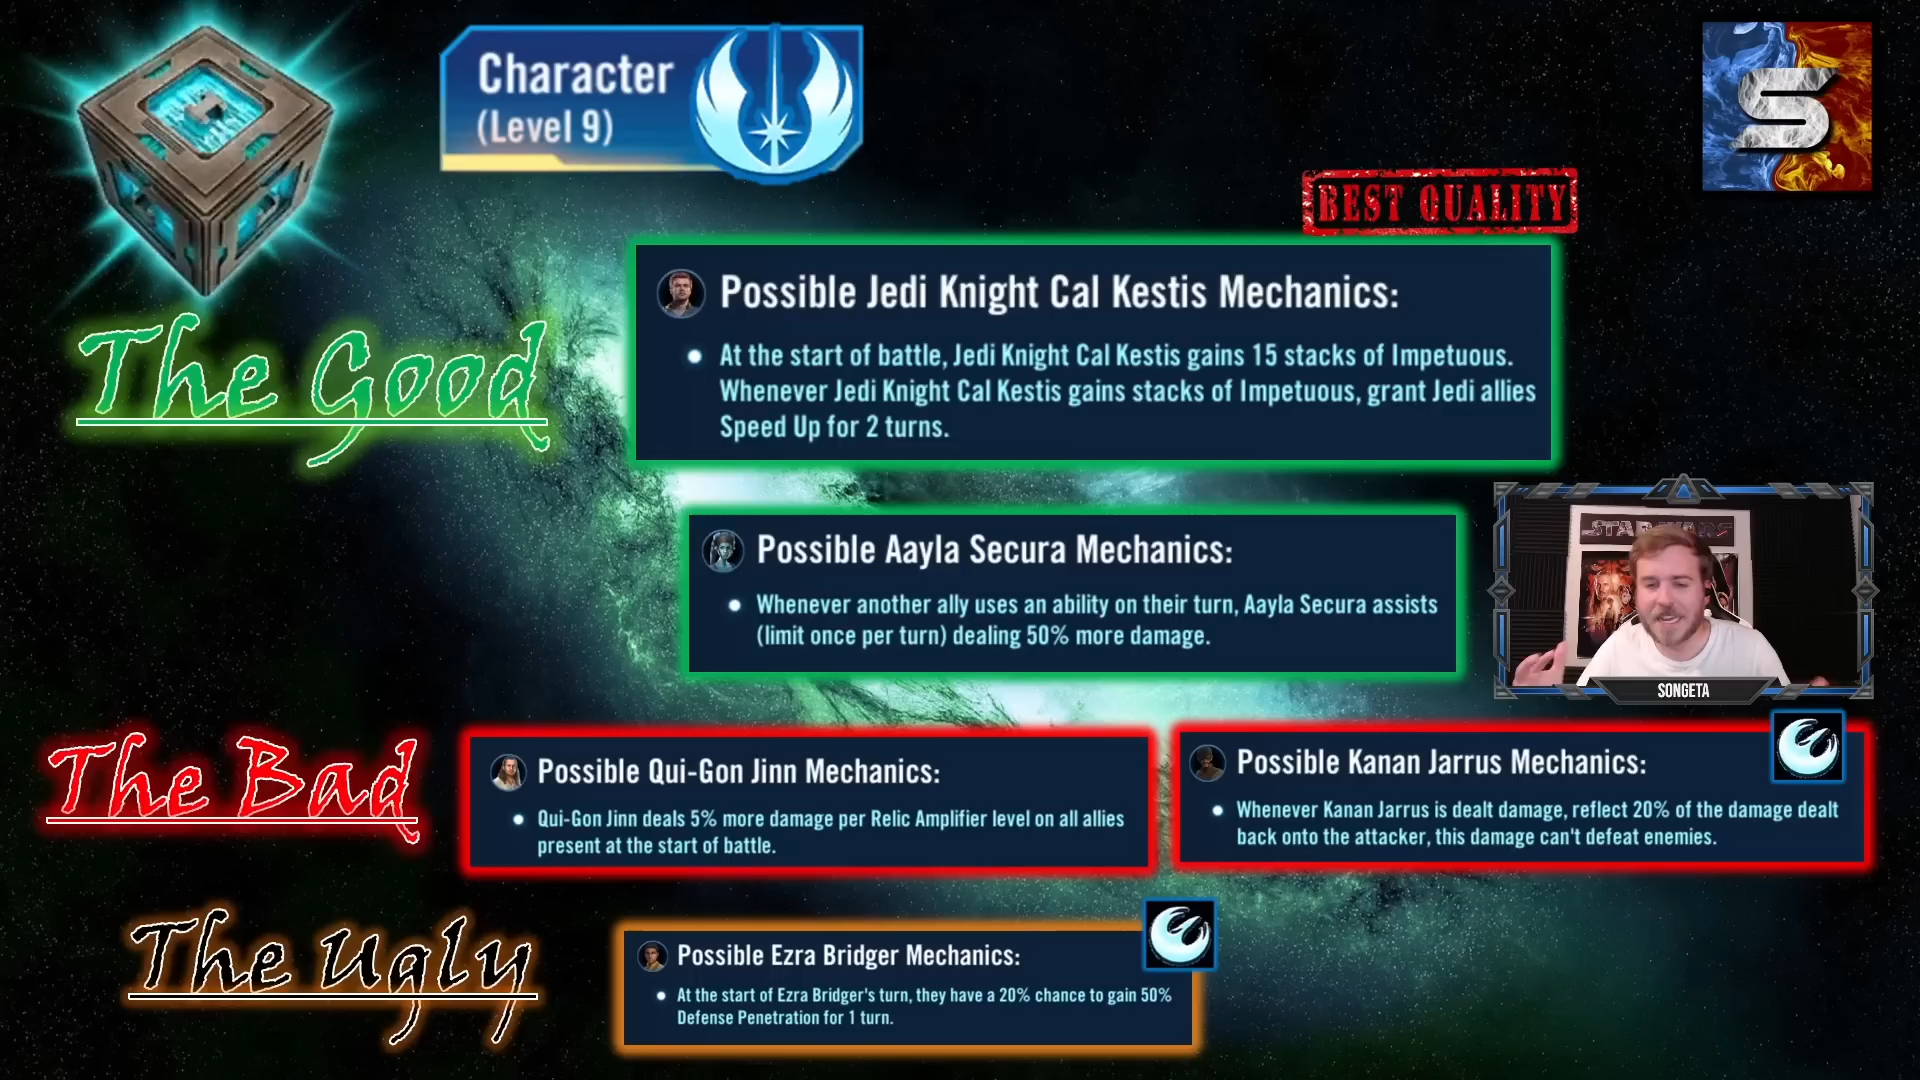 Character
(Level 9)
S
BEST QUALITY
The Good
Possible Jedi Knight Cal Kestis Mechanics:
• At the start of battle, Jedi Knight Cal Kestis gains 15 stacks of Impetuous.
Whenever Jedi Knight Cal Kestis gains stacks of Impetuous, grant Jedi allies
Speed Up for 2 turns.
Possible Aayla Secura Mechanics:
• Whenever another ally uses an ability on their turn, Aayla Secura assists
(limit once per turn) dealing 50% more damage.
STAR WARS
SONGETA
The Bad
Possible Qui-Gon Jinn Mechanics:
• Qui-Gon Jinn deals 5% more damage per Relic Amplifier level on all allies
present at the start of battle.
Possible Kanan Jarrus Mechanics:
• Whenever Kanan Jarrus is dealt damage, reflect 20% of the damage dealt
back onto the attacker, this damage can't defeat enemies.
The Ugly
Possible Ezra Bridger Mechanics:
• At the start of Ezra Bridger's turn, they have a 20% chance to gain 50%
Defense Penetration for 1 turn.